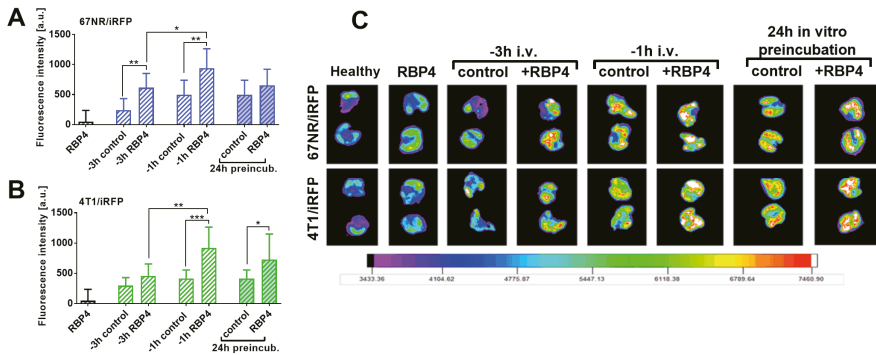 A
67NR/iRFP
Fluorescence intensity [a.u.]
1500
1000
500
0
**
*
**
RBP4
-3h control
-3h RBP4
-1h control
-1h RBP4
control
RBP4
24h preincub.
B
4T1/iRFP
Fluorescence intensity [a.u.]
1500
1000
500
0
**
***
*
RBP4
-3h control
-3h RBP4
-1h control
-1h RBP4
control
RBP4
24h preincub.
C
-3h i.v.
-1h i.v.
24h in vitro
preincubation
Healthy
RBP4
control
+RBP4
control
+RBP4
control
+RBP4
67NR/iRFP
4T1/iRFP
3433.36
4104.62
4775.87
5447.13
6118.38
6789.64
7460.90